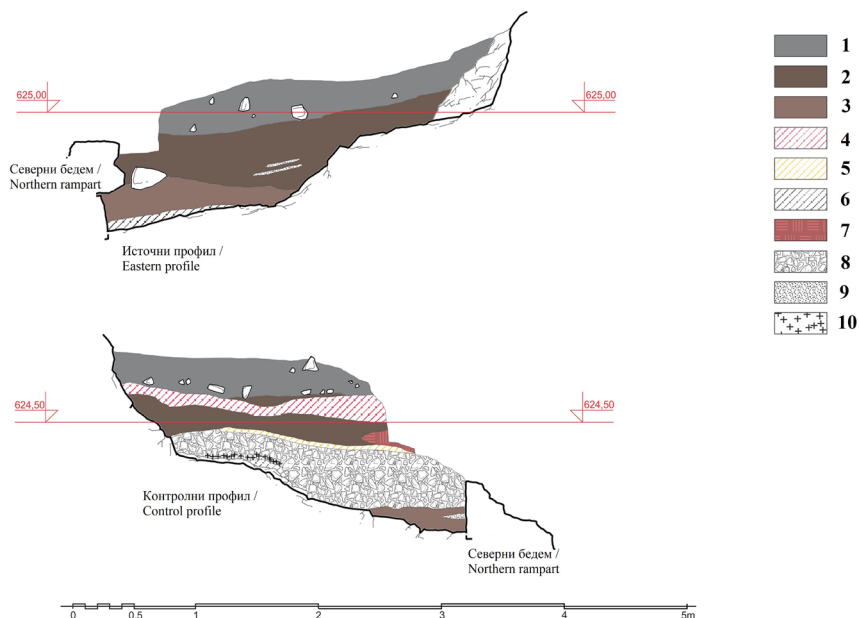 1
2
3
4
5
6
7
8
9
10
625,00
625,00
Северни бедем /
Northern rampart
Источни профил /
Eastern profile
624,50
624,50
Контролни профил /
Control profile
Северни бедем /
Northern rampart
0 0.5 1 2 3 4 5m